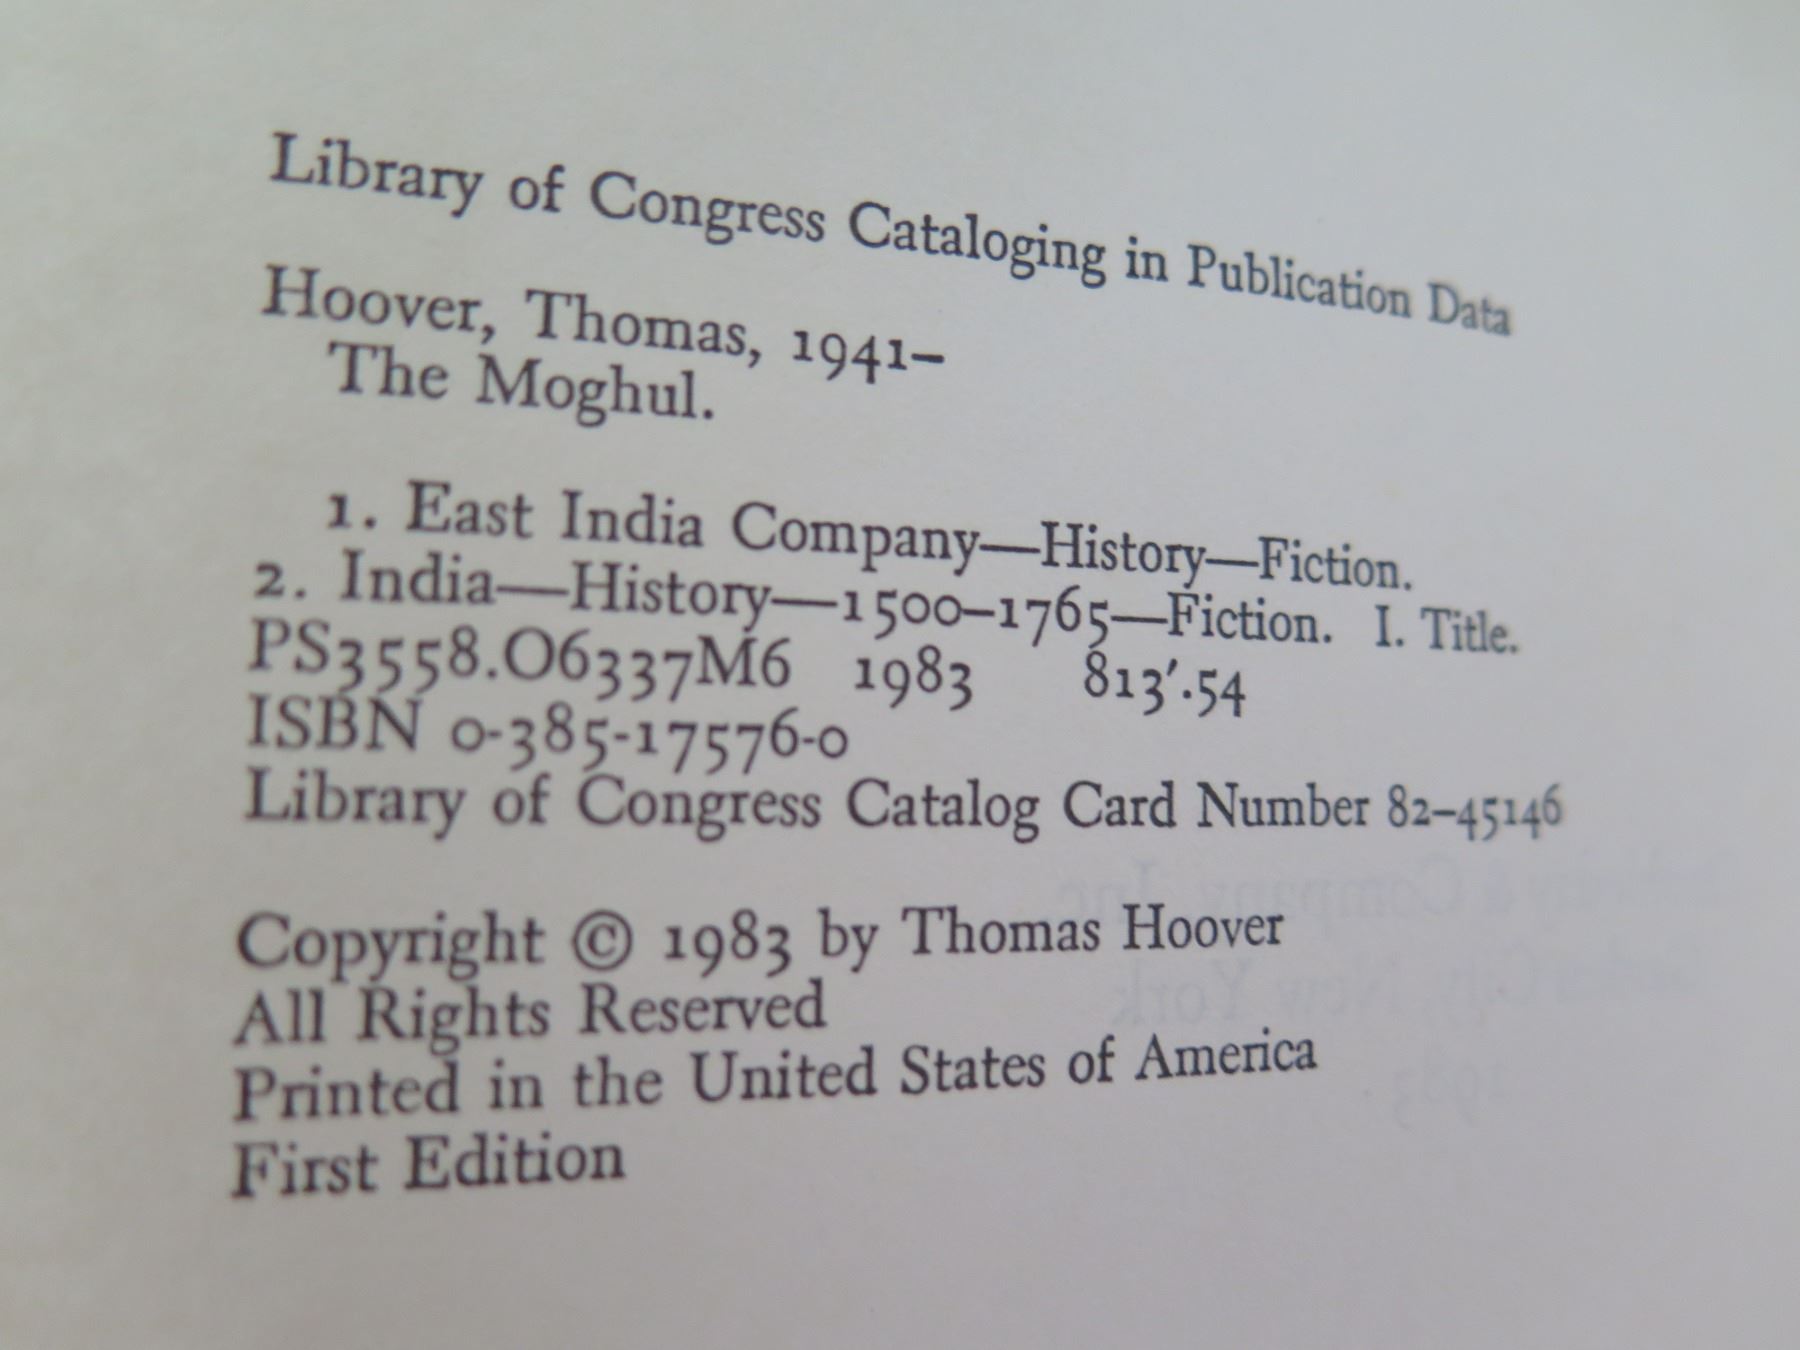 Library of Congress Cataloging in Publication Data
Hoover, Thomas, 1941–
The Moghul.
1. East India Company—History—Fiction.
2. India—History—1500–1765—Fiction. I. Title.
PS3558.O6337M6 1983 813'.54
ISBN 0-385-17576-0
Library of Congress Catalog Card Number 82–45146
Copyright © 1983 by Thomas Hoover
All Rights Reserved
Printed in the United States of America
First Edition